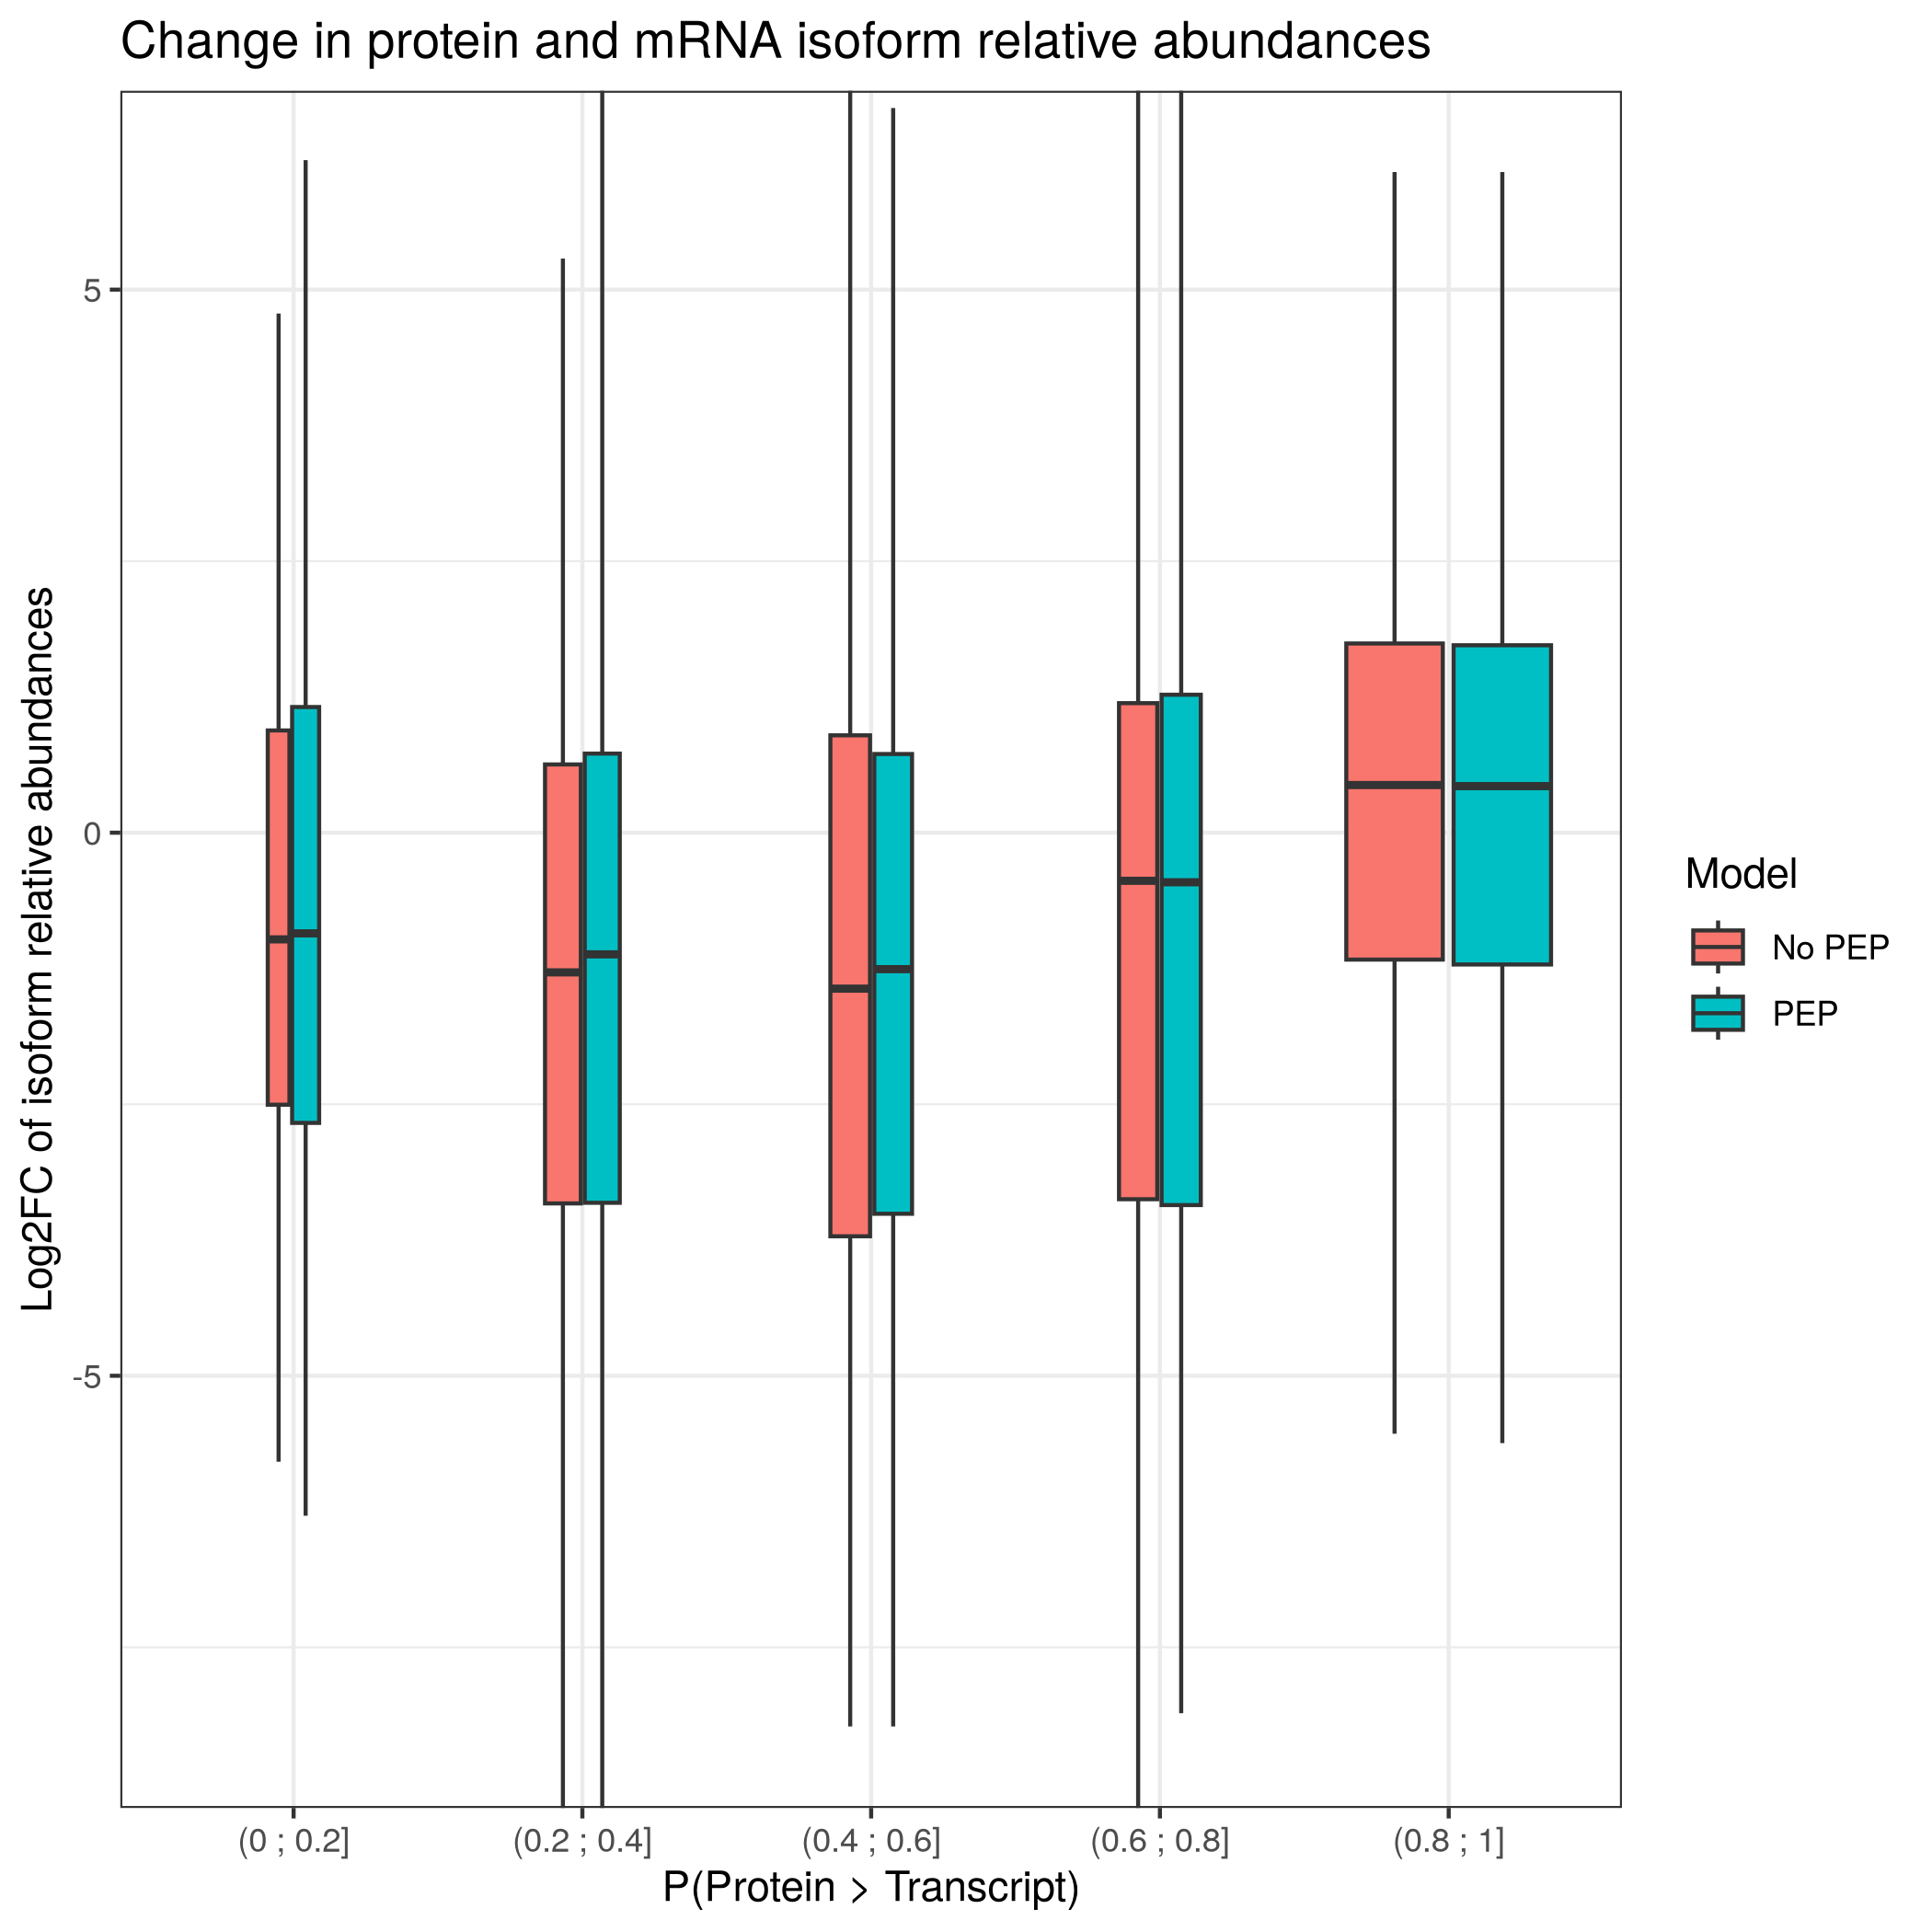 Change in protein and mRNA isoform relative abundances
Log2FC of isoform relative abundances
5
0
-5
(0 ; 0.2]
(0.2 ; 0.4]
(0.4 ; 0.6]
(0.6 ; 0.8]
(0.8 ; 1]
P(Protein > Transcript)
Model
No PEP
PEP